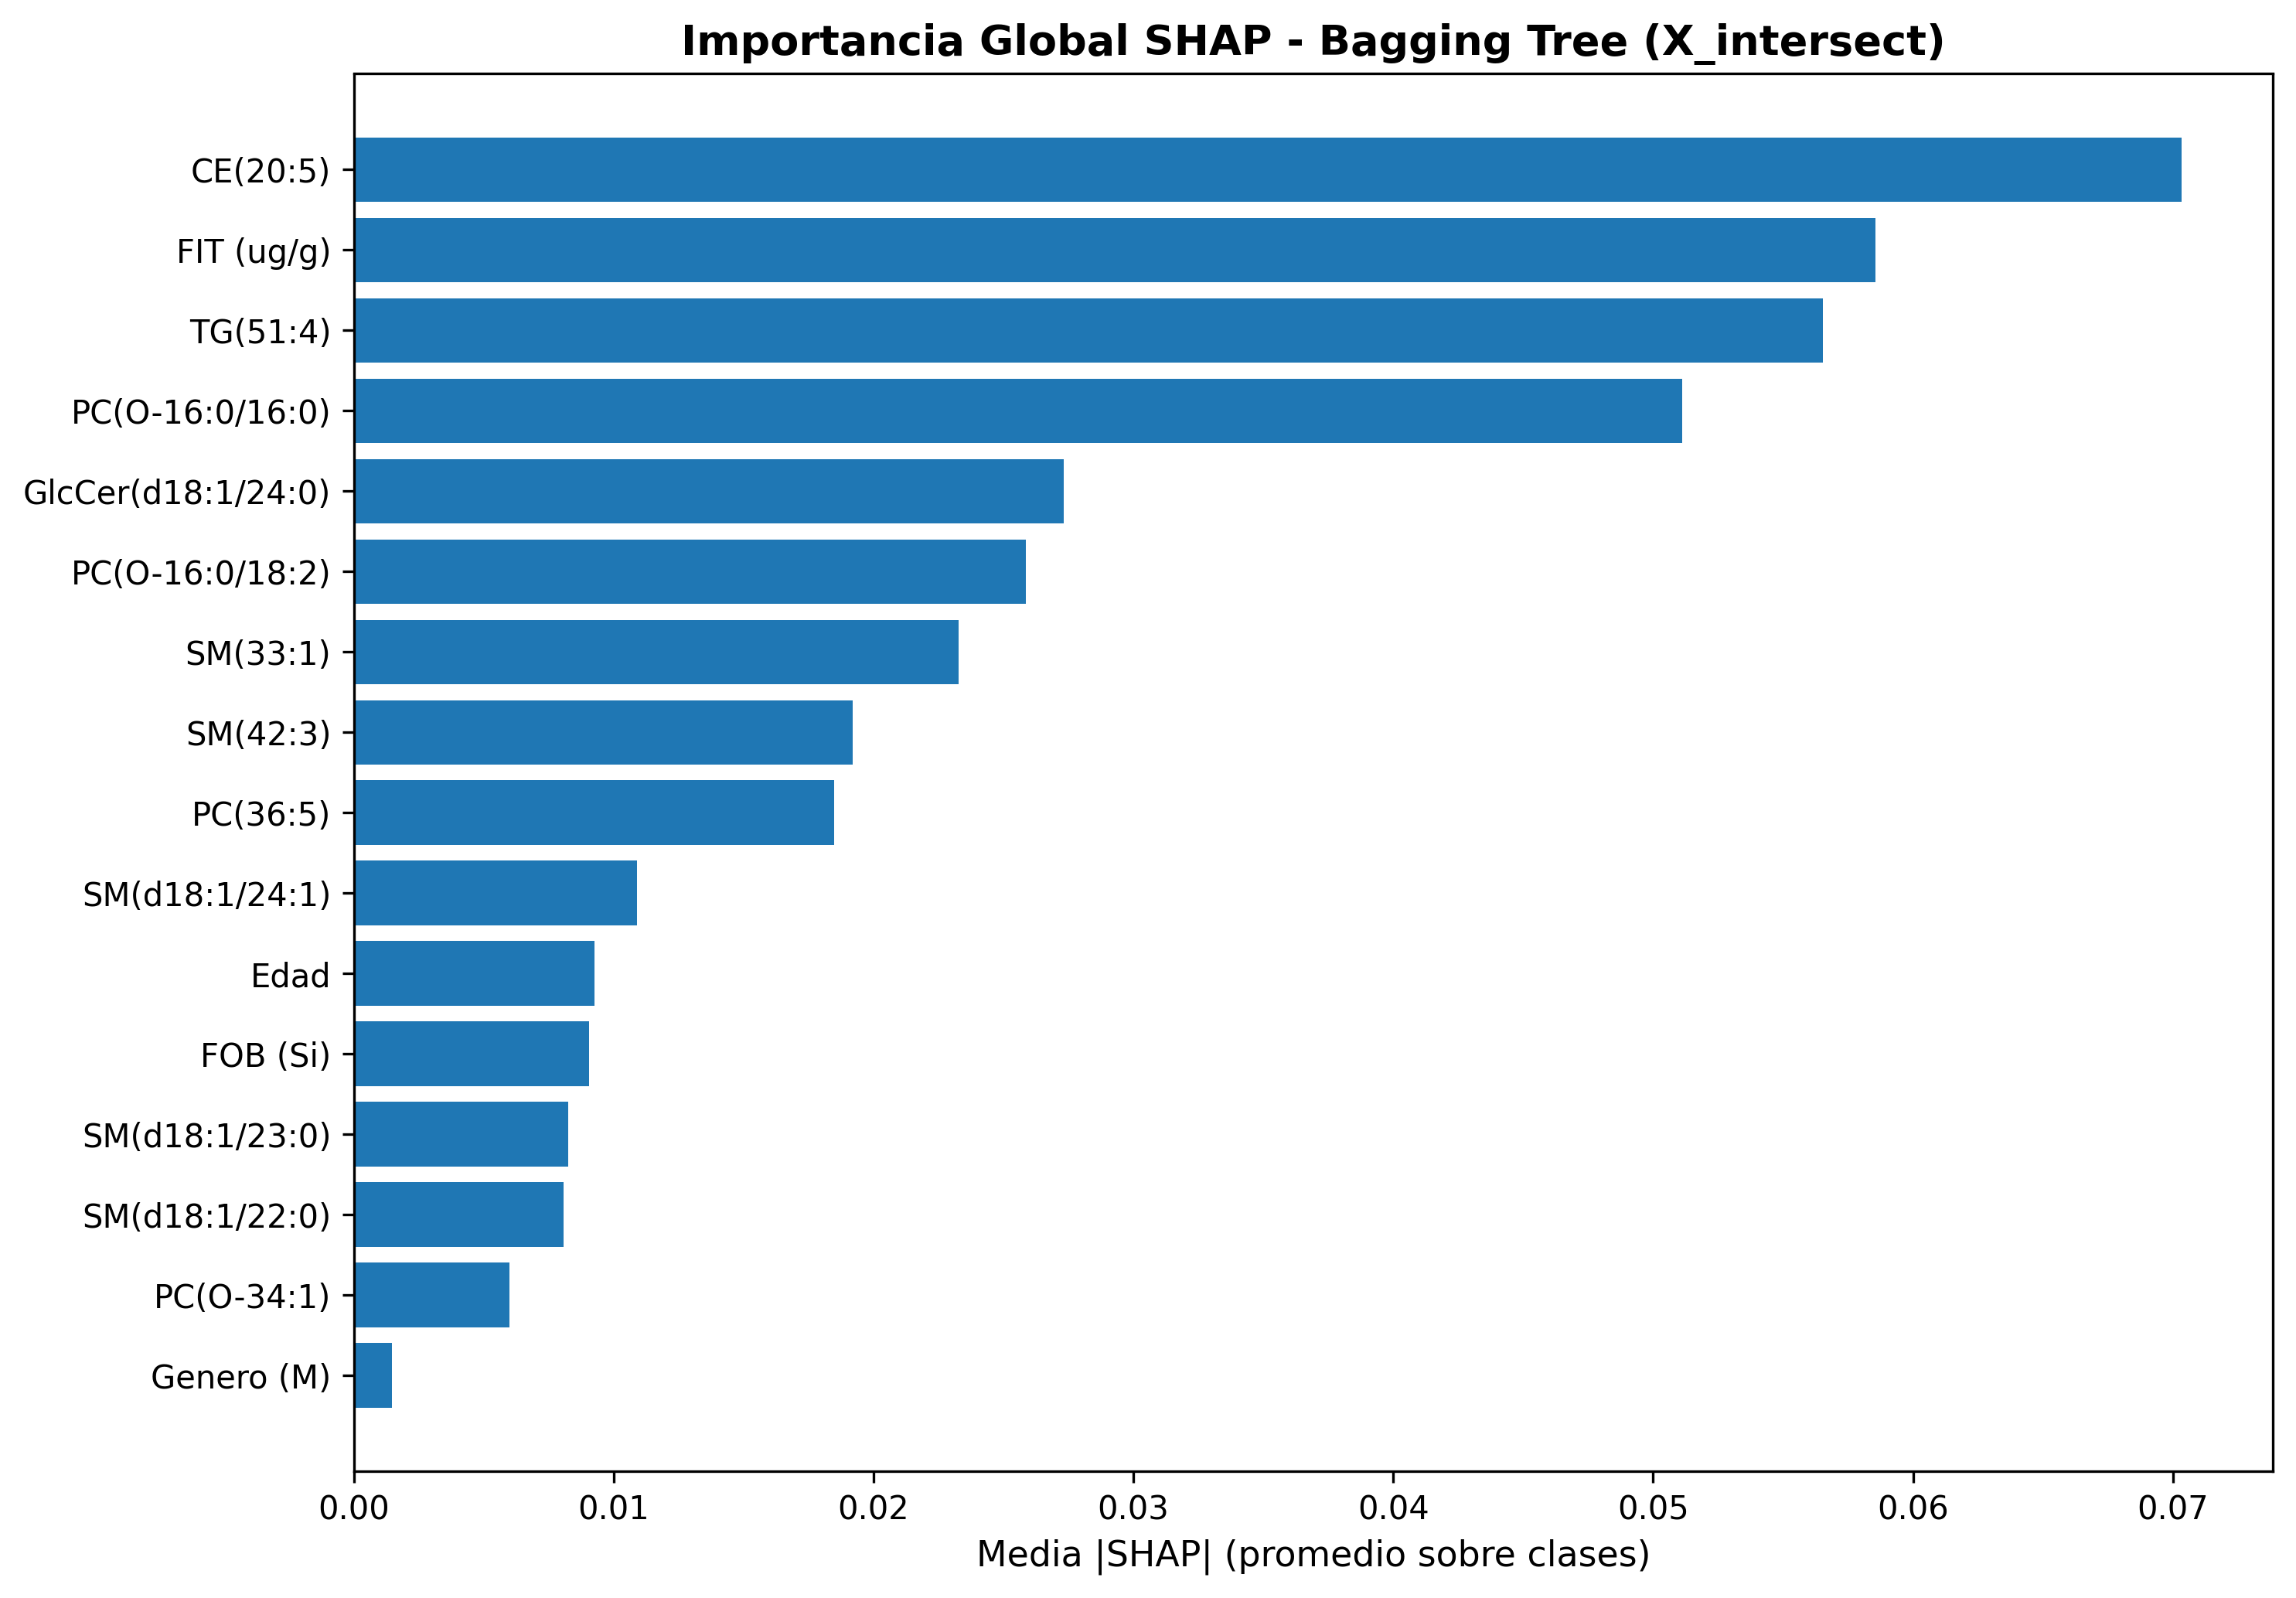 Importancia Global SHAP - Bagging Tree (X_intersect)
CE(20:5)
FIT (ug/g)
TG(51:4)
PC(O-16:0/16:0)
GlcCer(d18:1/24:0)
PC(O-16:0/18:2)
SM(33:1)
SM(42:3)
PC(36:5)
SM(d18:1/24:1)
Edad
FOB (Si)
SM(d18:1/23:0)
SM(d18:1/22:0)
PC(O-34:1)
Genero (M)
0.00 0.01 0.02 0.03 0.04 0.05 0.06 0.07
Media |SHAP| (promedio sobre clases)